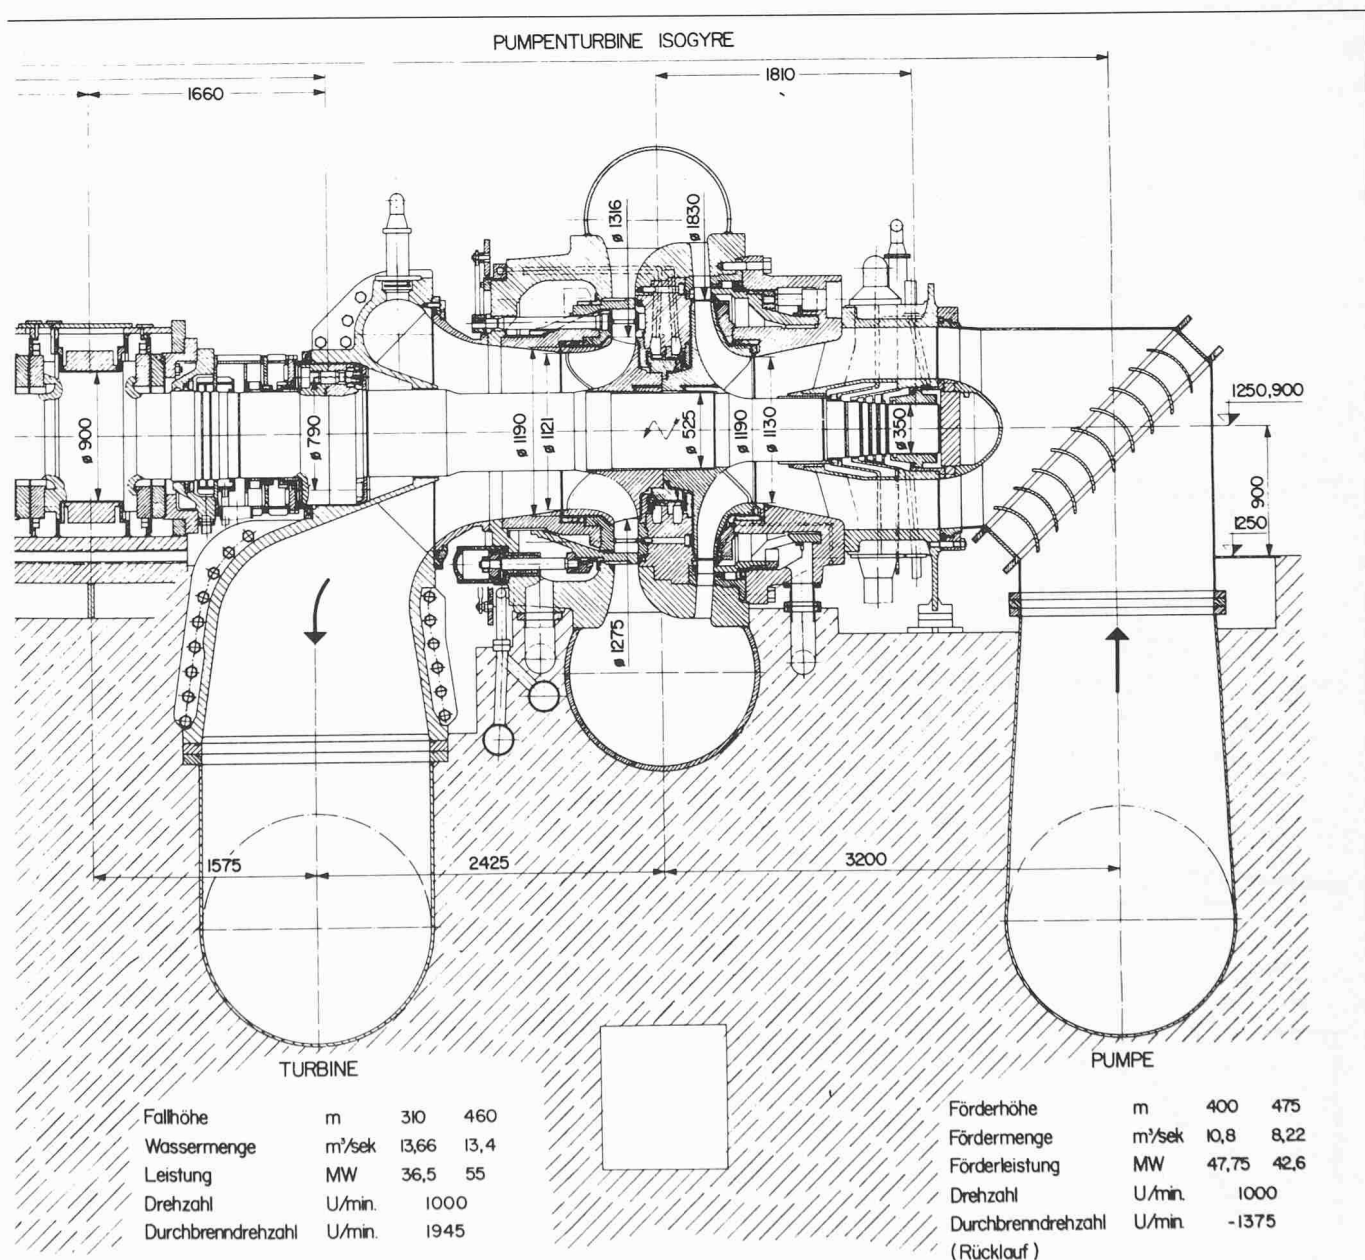 PUMPENTURBINE ISOGYRE
1810
1660
ø 1316
ø 1830
1250,900
ø 900
ø 790
ø 1190
ø 1121
ø 525
ø 1190
ø 1130
ø 350
900
1250
ø 1275
1575
2425
3200
TURBINE
Fallhöhe m 310 460
Wassermenge m³/sek 13,66 13,4
Leistung MW 36,5 55
Drehzahl U/min. 1000
Durchbrenndrehzahl U/min. 1945
PUMPE
Förderhöhe m 400 475
Fördermenge m³/sek 10,8 8,22
Förderleistung MW 47,75 42,6
Drehzahl U/min. 1000
Durchbrenndrehzahl U/min. -1375
(Rücklauf)